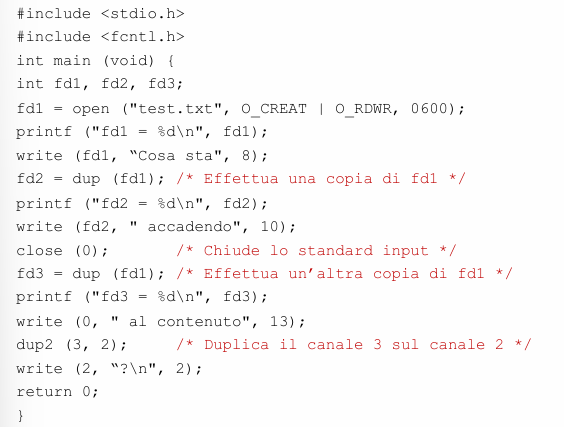 #include <stdio.h>
#include <fcntl.h>
int main (void) {
int fd1, fd2, fd3;
fd1 = open ("test.txt", O_CREAT | O_RDWR, 0600);
printf ("fd1 = %d\n", fd1);
write (fd1, “Cosa sta", 8);
fd2 = dup (fd1); /* Effettua una copia di fd1 */
printf ("fd2 = %d\n", fd2);
write (fd2, " accadendo", 10);
close (0); /* Chiude lo standard input */
fd3 = dup (fd1); /* Effettua un’altra copia di fd1 */
printf ("fd3 = %d\n", fd3);
write (0, " al contenuto", 13);
dup2 (3, 2); /* Duplica il canale 3 sul canale 2 */
write (2, “?\n", 2);
return 0;
}